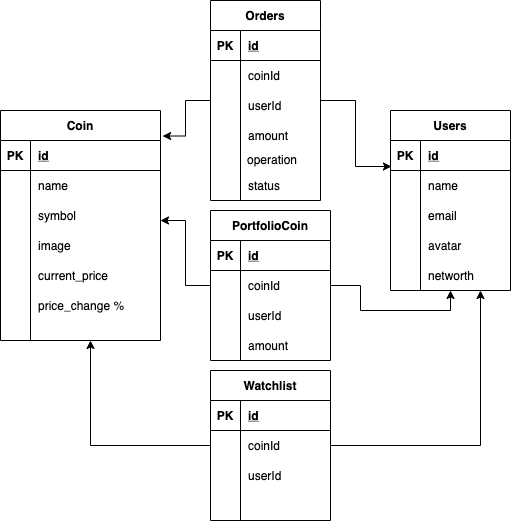 Orders
PK id
coinId
userId
amount
operation
status
Coin
PK id
name
symbol
image
current_price
price_change %
Users
PK id
name
email
avatar
networth
PortfolioCoin
PK id
coinId
userId
amount
Watchlist
PK id
coinId
userId